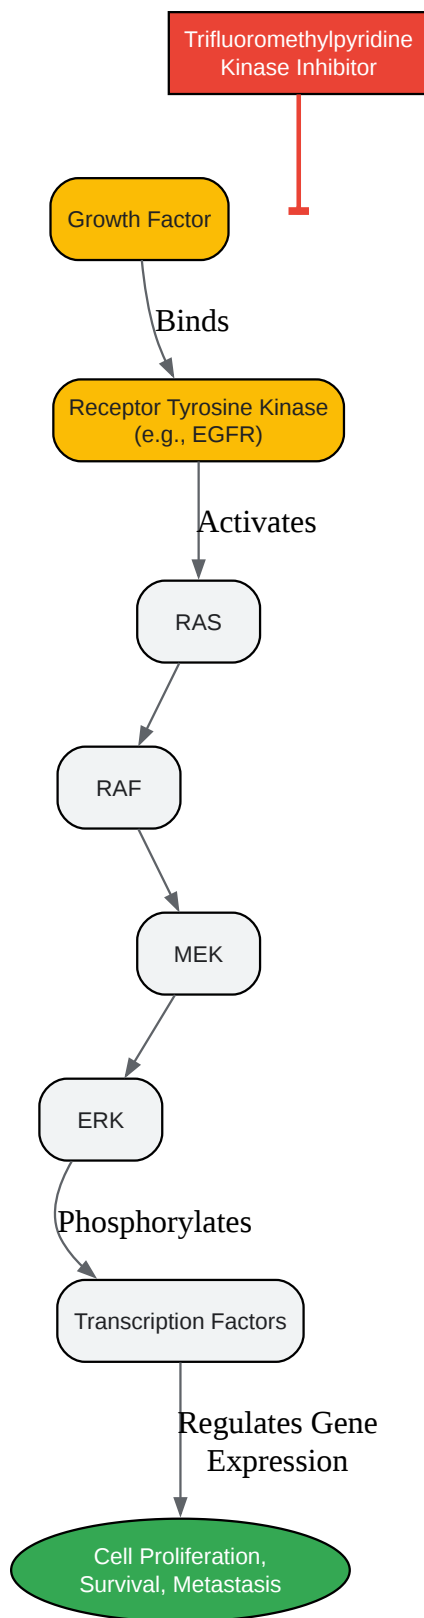 Trifluoromethylpyridine
Kinase Inhibitor
Growth Factor
Binds
Receptor Tyrosine Kinase
(e.g., EGFR)
Activates
RAS
RAF
MEK
ERK
Phosphorylates
Transcription Factors
Regulates Gene
Expression
Cell Proliferation,
Survival, Metastasis